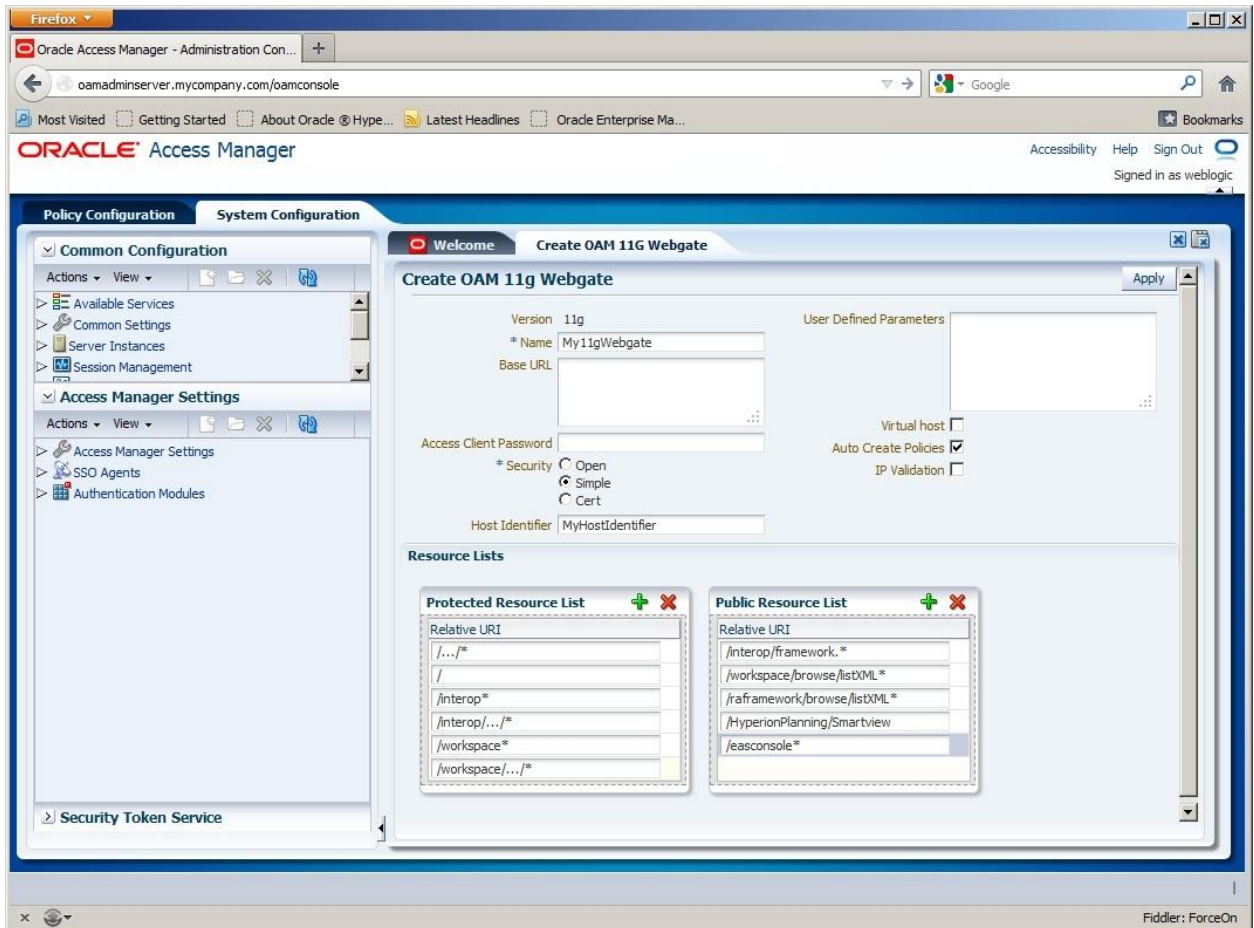 Firefox
Oracle Access Manager - Administration Con...
oamadminserver.mycompany.com/oamconsole
Google
Most Visited Getting Started About Oracle ® Hype... Latest Headlines Oracle Enterprise Ma... Bookmarks
ORACLE Access Manager
Accessibility Help Sign Out
Signed in as weblogic
Policy Configuration System Configuration
Common Configuration
Actions View
Available Services
Common Settings
Server Instances
Session Management
Access Manager Settings
Actions View
Access Manager Settings
SSO Agents
Authentication Modules
Security Token Service
Welcome Create OAM 11G Webgate
Create OAM 11g Webgate Apply
Version 11g
* Name My11gWebgate
Base URL
Access Client Password
* Security Open
Simple
Cert
Host Identifier MyHostIdentifier
User Defined Parameters
Virtual host
Auto Create Policies
IP Validation
Resource Lists
Protected Resource List
Relative URI
/.../*
/
/interop*
/interop/.../*
/workspace*
/workspace/.../*
Public Resource List
Relative URI
/interop/framework.*
/workspace/browse/listXML*
/raframework/browse/listXML*
/HyperionPlanning/Smartview
/easconsole*
x Fiddler: ForceOn